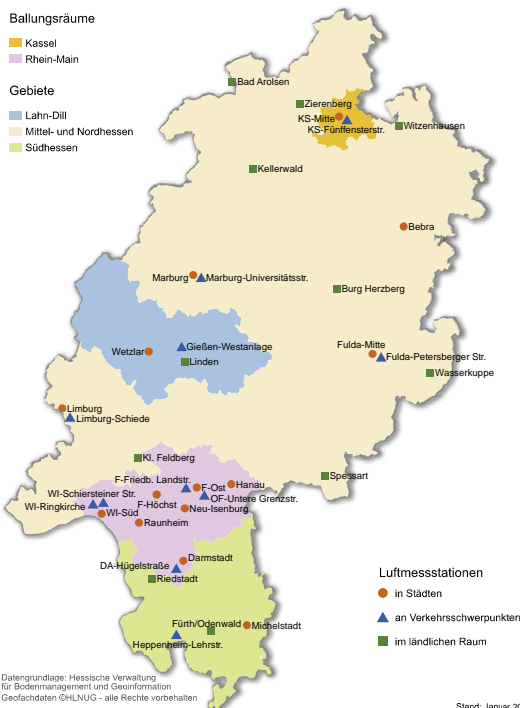 Ballungsräume
Kassel
Rhein-Main
Gebiete
Lahn-Dill
Mittel- und Nordhessen
Südhessen
Bad Arolsen
Zierenberg
KS-Mitte
KS-Fünffensterstr.
Witzenhausen
Kellerwald
Bebra
Marburg
Marburg-Universitätsstr.
Burg Herzberg
Gießen-Westanlage
Wetzlar
Linden
Fulda-Mitte
Fulda-Petersberger Str.
Wasserkuppe
Limburg
Limburg-Schiede
Kl. Feldberg
Spessart
F-Friedb. Landstr.
F-Ost
Hanau
WI-Schiersteiner Str.
OF-Untere Grenzstr.
WI-Ringkirche
F-Höchst
Neu-Isenburg
WI-Süd
Raunheim
Darmstadt
DA-Hügelstraße
Riedstadt
Fürth/Odenwald
Michelstadt
Heppenheim-Lehrstr.
Luftmessstationen
in Städten
an Verkehrsschwerpunkten
im ländlichen Raum
Datengrundlage: Hessische Verwaltung
für Bodenmanagement und Geoinformation
Geofachdaten ©HLNUG - alle Rechte vorbehalten
Stand: Januar 20